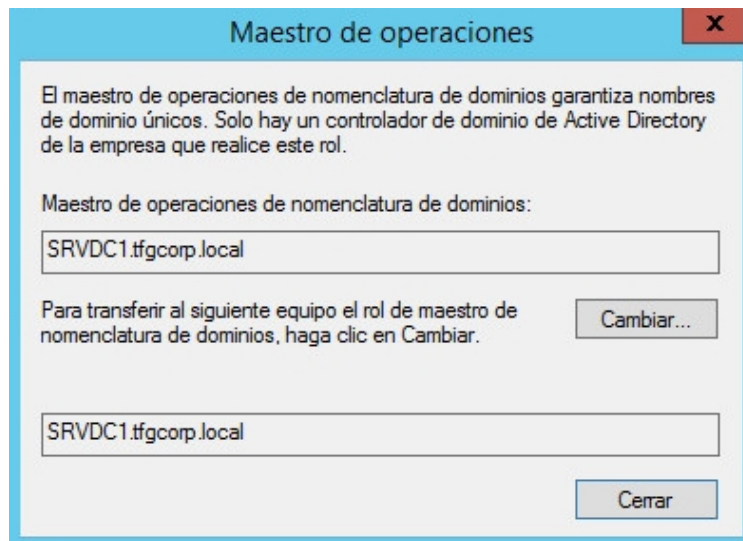 Maestro de operaciones
x
El maestro de operaciones de nomenclatura de dominios garantiza nombres
de dominio únicos. Solo hay un controlador de dominio de Active Directory
de la empresa que realice este rol.
Maestro de operaciones de nomenclatura de dominios:
SRVDC1.tfgcorp.local
Para transferir al siguiente equipo el rol de maestro de
nomenclatura de dominios, haga clic en Cambiar.
Cambiar...
SRVDC1.tfgcorp.local
Cerrar